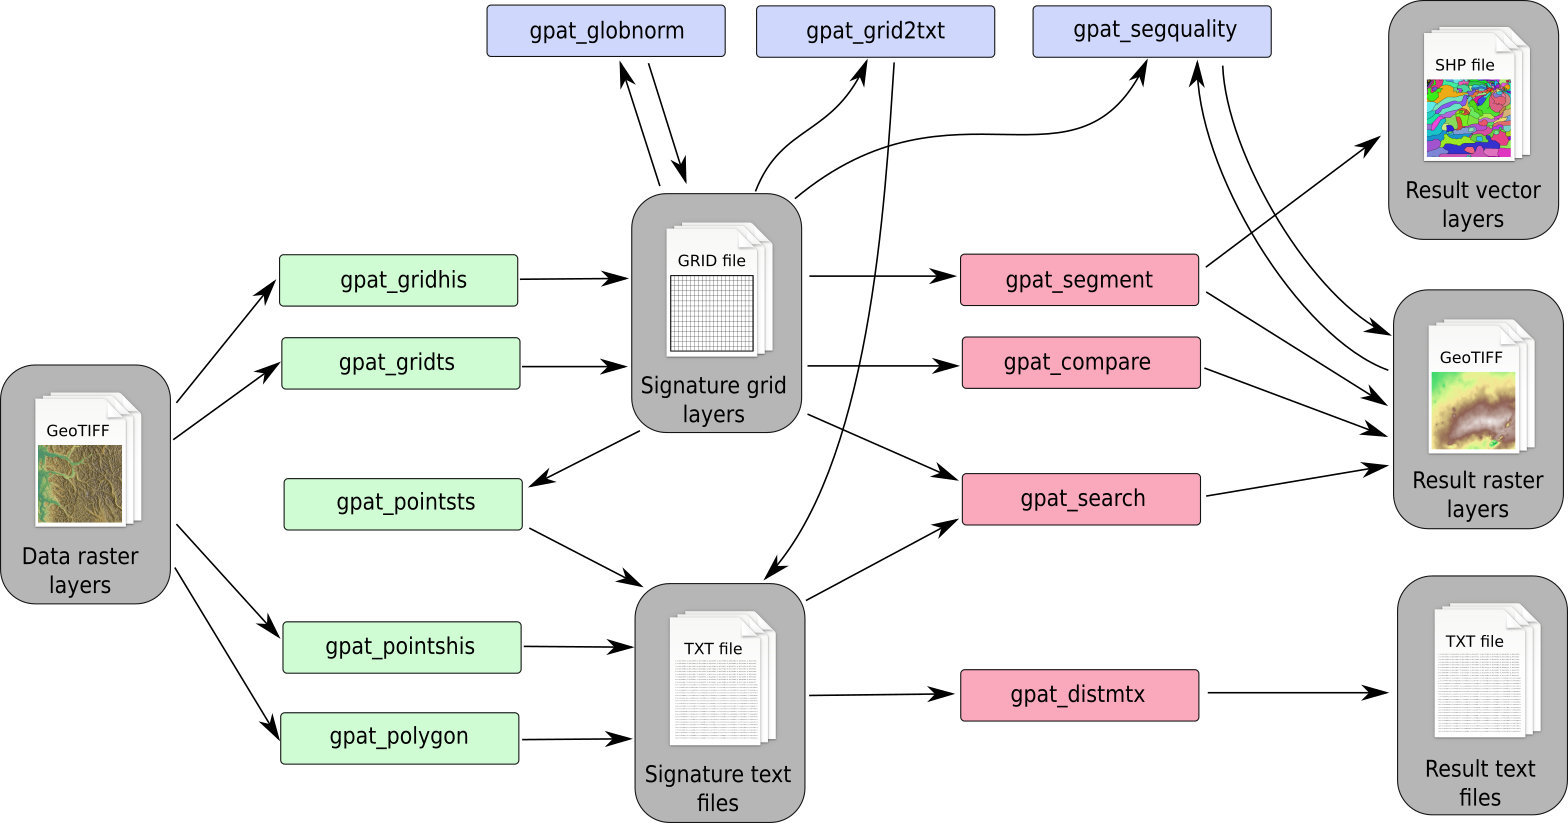 gpat_globnorm
gpat_grid2txt
gpat_segquality
SHP file
Result vector
layers
gpat_gridhis
gpat_gridts
GRID file
Signature grid
layers
gpat_segment
gpat_compare
GeoTIFF
Result raster
layers
GeoTIFF
Data raster
layers
gpat_pointsts
gpat_search
gpat_pointshis
gpat_polygon
TXT file
Signature text
files
gpat_distmtx
TXT file
Result text
files